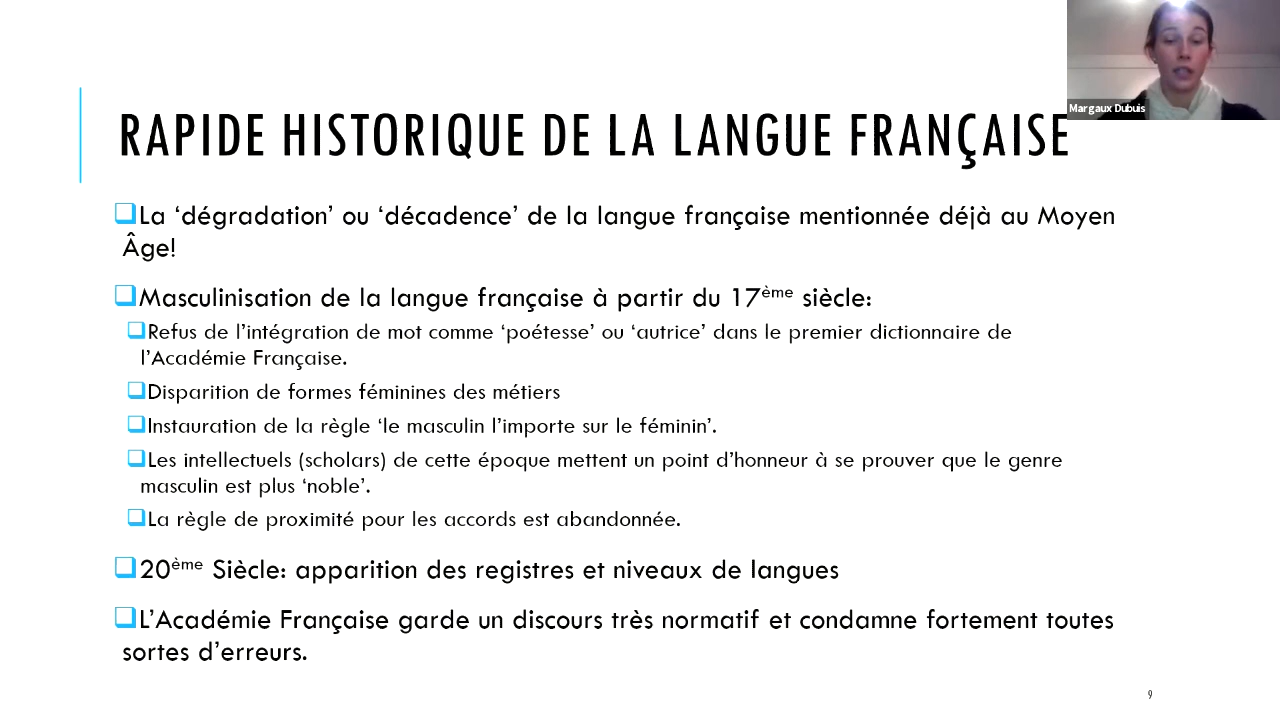 Margaux Dubuis
RAPIDE HISTORIQUE DE LA LANGUE FRANÇAISE
❑La ‘dégradation’ ou ‘décadence’ de la langue française mentionnée déjà au Moyen
Âge!
❑Masculinisation de la langue française à partir du 17ème siècle:
❑Refus de l’intégration de mot comme ‘poétesse’ ou ‘autrice’ dans le premier dictionnaire de
l’Académie Française.
❑Disparition de formes féminines des métiers
❑Instauration de la règle ‘le masculin l’importe sur le féminin’.
❑Les intellectuels (scholars) de cette époque mettent un point d’honneur à se prouver que le genre
masculin est plus ‘noble’.
❑La règle de proximité pour les accords est abandonnée.
❑20ème Siècle: apparition des registres et niveaux de langues
❑L’Académie Française garde un discours très normatif et condamne fortement toutes
sortes d’erreurs.
9